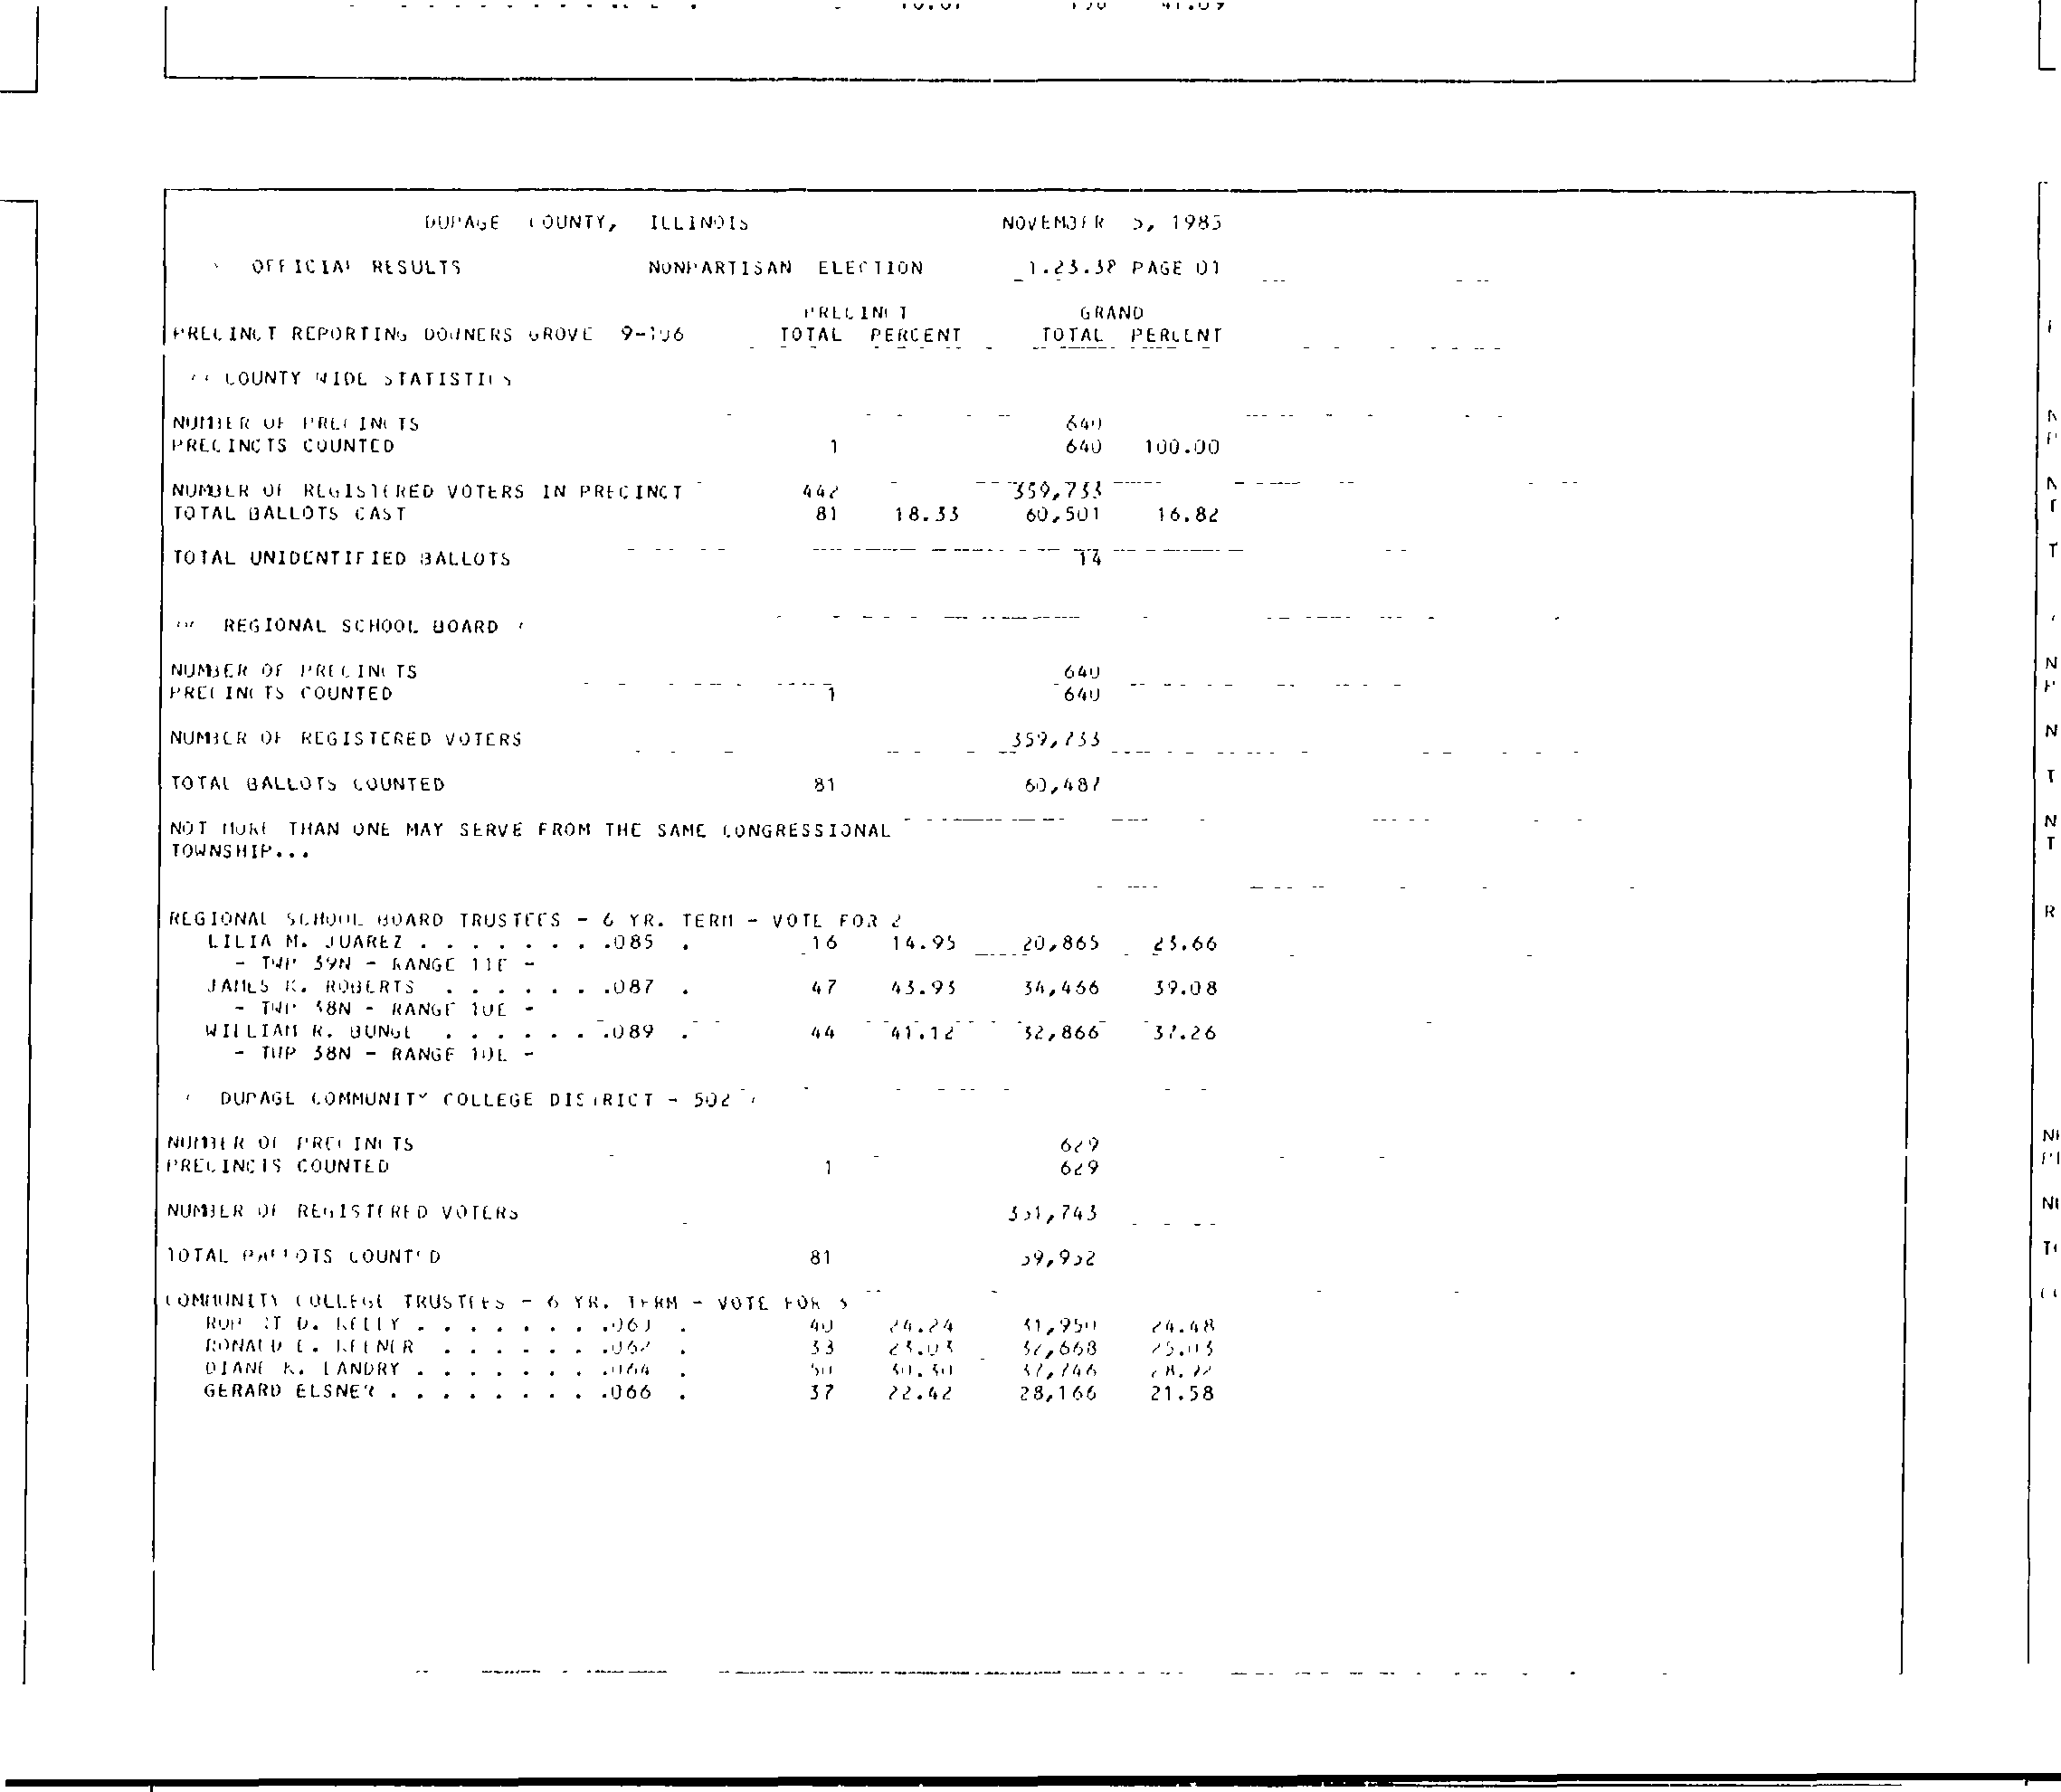 DUPAGE COUNTY, ILLINOIS NOVEMBER 5, 1985
OFFICIAL RESULTS NONPARTISAN ELECTION 1.23.38 PAGE 01
PRECINCT GRAND
PRECINCT REPORTING DOWNERS GROVE 9-106 TOTAL PERCENT TOTAL PERCENT
COUNTY WIDE STATISTICS
NUMBER OF PRECINCTS 640
PRECINCTS COUNTED 1 640 100.00
NUMBER OF REGISTERED VOTERS IN PRECINCT 442 359,733
TOTAL BALLOTS CAST 81 18.33 60,501 16.82
TOTAL UNIDENTIFIED BALLOTS 14
REGIONAL SCHOOL BOARD
NUMBER OF PRECINCTS 640
PRECINCTS COUNTED 1 640
NUMBER OF REGISTERED VOTERS 359,733
TOTAL BALLOTS COUNTED 81 60,487
NOT MORE THAN ONE MAY SERVE FROM THE SAME CONGRESSIONAL
TOWNSHIP...
REGIONAL SCHOOL BOARD TRUSTEES - 6 YR. TERM - VOTE FOR 2
LILIA M. JUAREZ . . . . . . . .085 . 16 14.95 20,865 23.66
- TWP 39N - RANGE 11E -
JAMES R. ROBERTS . . . . . . .087 . 47 43.93 34,466 39.08
- TWP 38N - RANGE 10E -
WILLIAM R. BUNGE . . . . . . .089 . 44 41.12 32,866 37.26
- TWP 38N - RANGE 10E -
DUPAGE COMMUNITY COLLEGE DISTRICT - 502
NUMBER OF PRECINCTS 629
PRECINCTS COUNTED 1 629
NUMBER OF REGISTERED VOTERS 351,743
TOTAL BALLOTS COUNTED 81 59,952
COMMUNITY COLLEGE TRUSTEES - 6 YR. TERM - VOTE FOR 3
ROBERT D. KELLY . . . . . . . .060 . 40 24.24 31,950 24.48
RONALD E. KEENER . . . . . . .062 . 38 23.03 32,668 25.03
DIANE K. LANDRY . . . . . . . .064 . 50 30.30 37,746 28.92
GERARD ELSNER . . . . . . . . .066 . 37 22.42 28,166 21.58